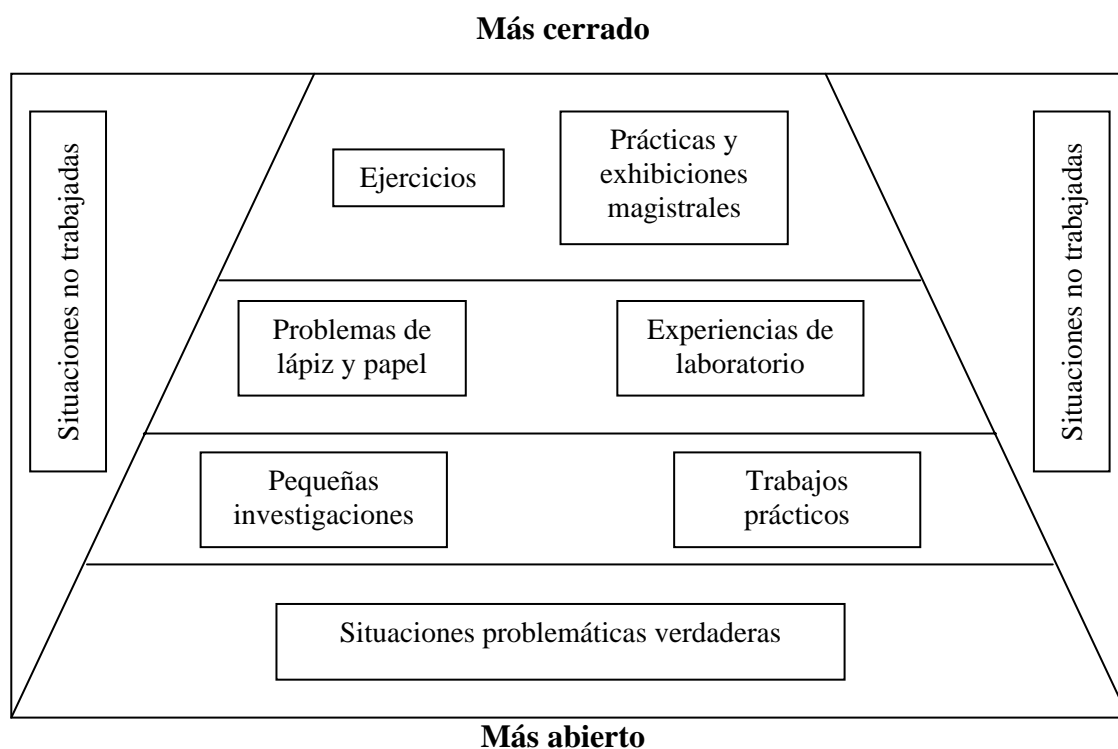 Más cerrado
Situaciones no trabajadas
Ejercicios
Prácticas y
exhibiciones
magistrales
Situaciones no trabajadas
Problemas de
lápiz y papel
Experiencias de
laboratorio
Pequeñas
investigaciones
Trabajos
prácticos
Situaciones problemáticas verdaderas
Más abierto